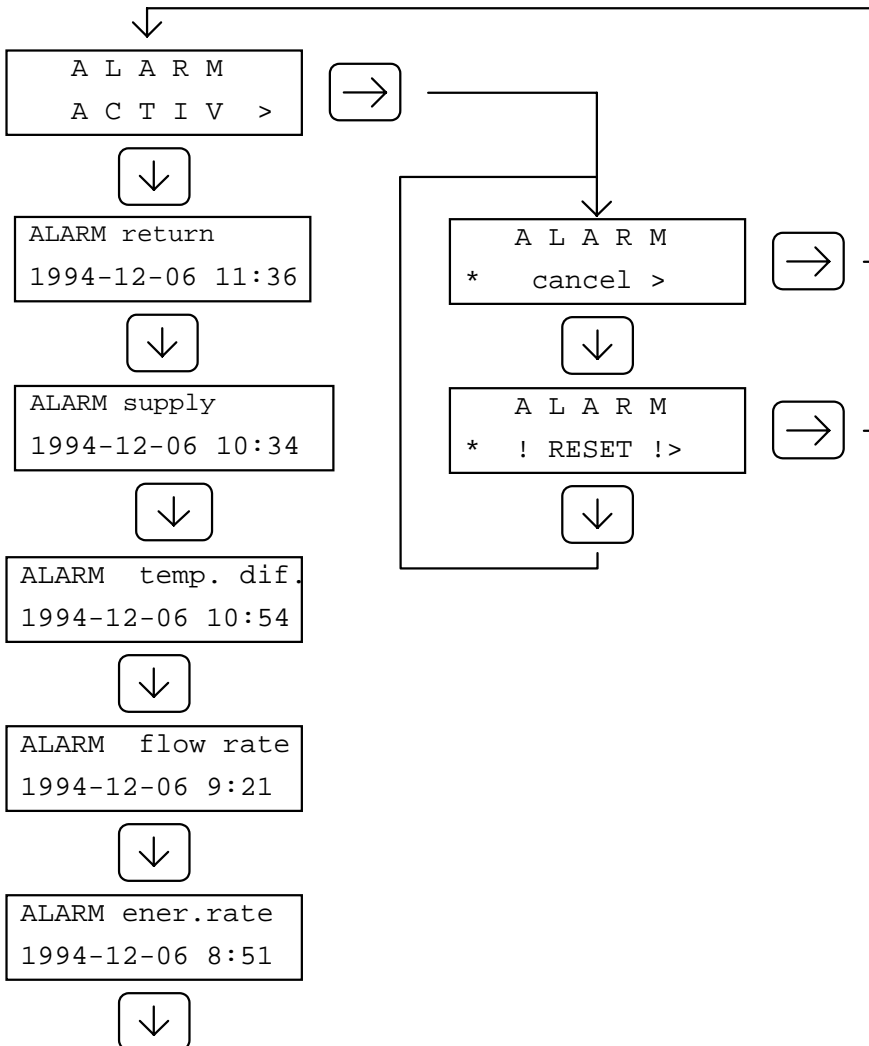 A L A R M
A C T I V >
ALARM return
1994-12-06 11:36
ALARM supply
1994-12-06 10:34
ALARM temp. dif.
1994-12-06 10:54
ALARM flow rate
1994-12-06 9:21
ALARM ener.rate
1994-12-06 8:51
A L A R M
* cancel >
A L A R M
* ! RESET !>